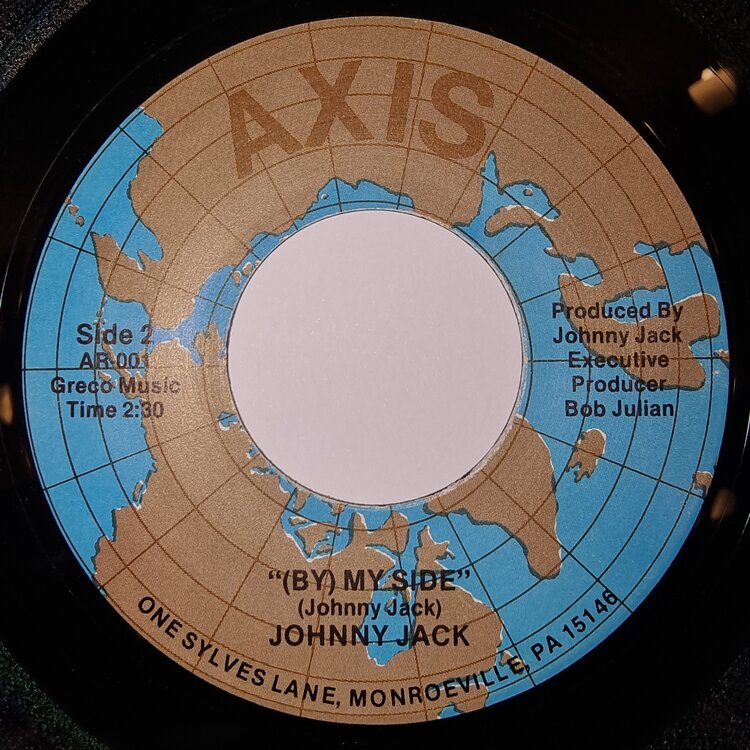 AXIS
Side 2
AR-001
Greco Music
Time 2:30
Produced By
Johnny Jack
Executive
Producer
Bob Julian
“(BY) MY SIDE”
(Johnny Jack)
JOHNNY JACK
ONE SYLVES LANE, MONROEVILLE, PA 15146